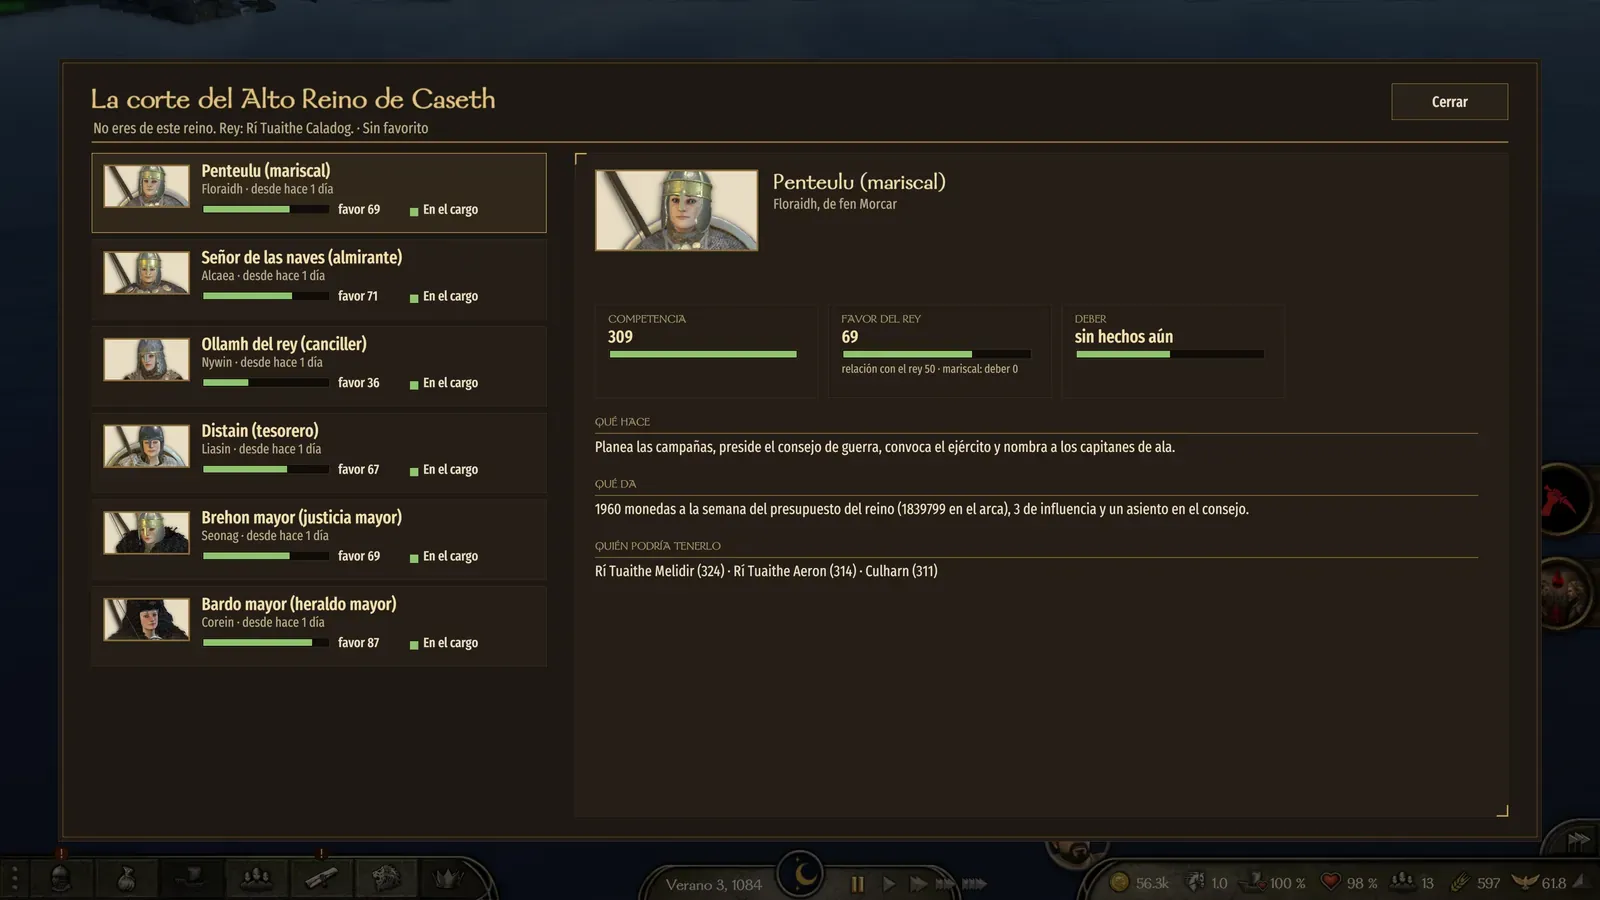 La corte del Alto Reino de Caseth
No eres de este reino. Rey: Rí Tuaithe Caladog. · Sin favorito
Cerrar
Penteulu (mariscal)
Floraidh · desde hace 1 día
favor 69
En el cargo
Señor de las naves (almirante)
Alcaea · desde hace 1 día
favor 71
En el cargo
Ollamh del rey (canciller)
Nywin · desde hace 1 día
favor 36
En el cargo
Distain (tesorero)
Liasin · desde hace 1 día
favor 67
En el cargo
Brehon mayor (justicia mayor)
Seonag · desde hace 1 día
favor 69
En el cargo
Bardo mayor (heraldo mayor)
Corein · desde hace 1 día
favor 87
En el cargo
Penteulu (mariscal)
Floraidh, de fen Morcar
COMPETENCIA
309
FAVOR DEL REY
69
relación con el rey 50 · mariscal: deber 0
DEBER
sin hechos aún
QUÉ HACE
Planea las campañas, preside el consejo de guerra, convoca el ejército y nombra a los capitanes de ala.
QUÉ DA
1960 monedas a la semana del presupuesto del reino (1839799 en el arca), 3 de influencia y un asiento en el consejo.
QUIÉN PODRÍA TENERLO
Rí Tuaithe Melidir (324) · Rí Tuaithe Aeron (314) · Culharn (311)
Verano 3, 1084
56.3k
1.0
100 %
98 %
13
597
61.8